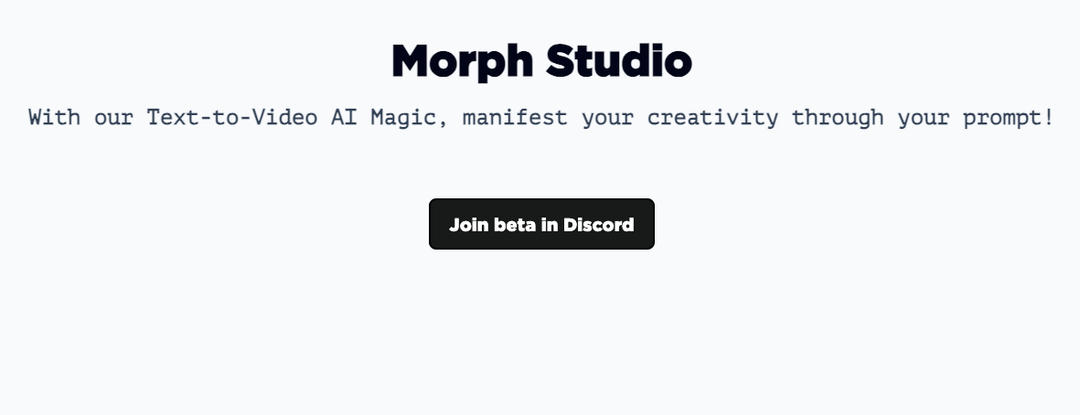 Morph Studio
With our Text-to-Video AI Magic, manifest your creativity through your prompt!
Join beta in Discord